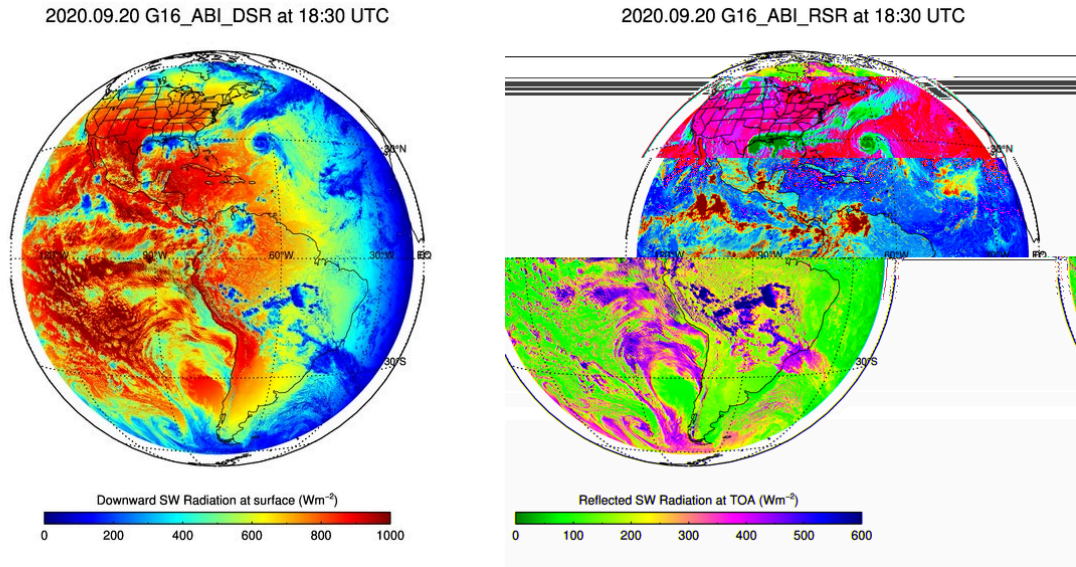 2020.09.20 G16_ABI_DSR at 18:30 UTC
30°N
90°W
60°W
30°W
EQ
30°S
Downward SW Radiation at surface (Wm⁻²)
0 200 400 600 800 1000
2020.09.20 G16_ABI_RSR at 18:30 UTC
30°N
90°W
60°W
30°W
30°S
Reflected SW Radiation at TOA (Wm⁻²)
0 100 200 300 400 500 600